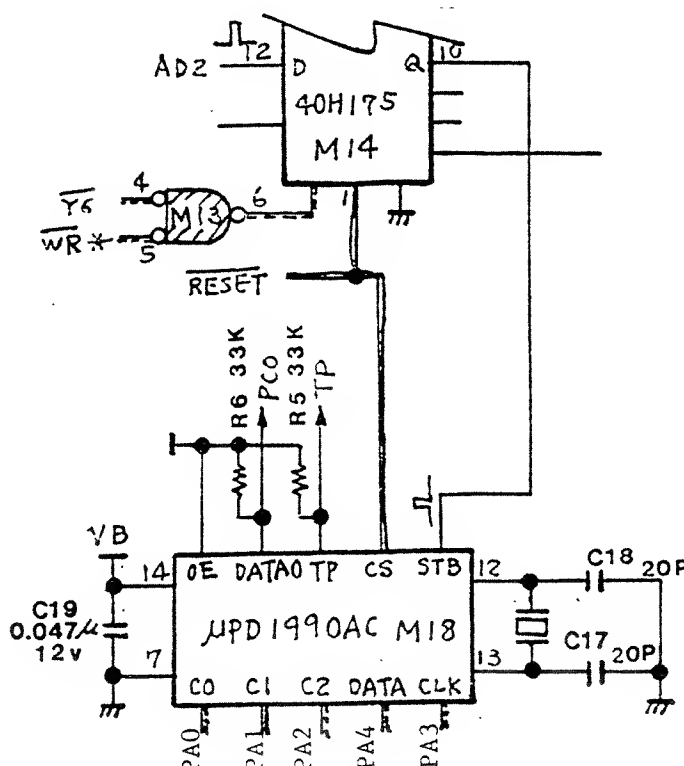 12 10
AD2 D Q
40H175
M14
4 6 1
Y6 M13
WR*
5
RESET
R6 33K
PC0
R5 33K
TP
VB
14 OE DATAO TP CS STB 12 C18 20P
C19
0.047μ
12V
μPD1990AC M18
C17
7 13 20P
C0 C1 C2 DATA CLK
PA0 PA1 PA2 PA4 PA3